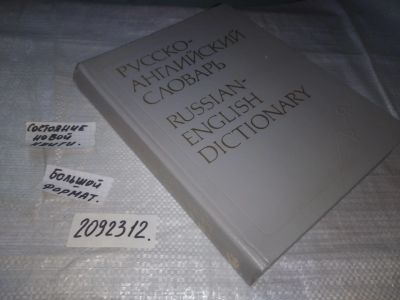 РУССКО-
АНГЛИЙСКИЙ
СЛОВАРЬ
RUSSIAN-
ENGLISH
DICTIONARY
СОСТОЯНИЕ
НОВОЙ
КНИГИ.
БОЛЬШОЙ
ФОРМАТ.
2092312.